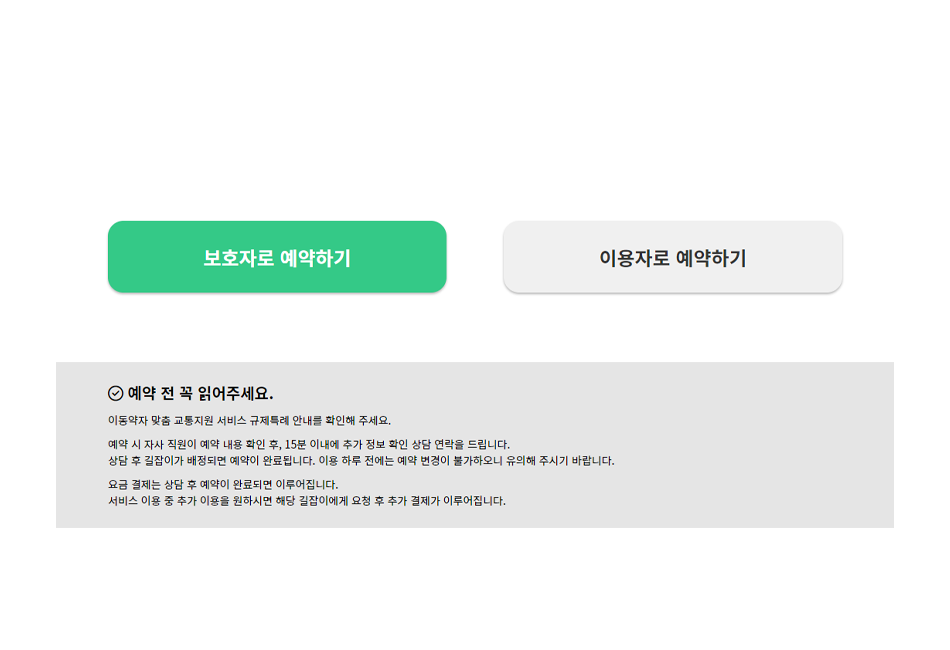 보호자로 예약하기
이용자로 예약하기
예약 전 꼭 읽어주세요.
이동약자 맞춤 교통지원 서비스 규제특례 안내를 확인해 주세요.
예약 시 자사 직원이 예약 내용 확인 후, 15분 이내에 추가 정보 확인 상담 연락을 드립니다.
상담 후 길잡이가 배정되면 예약이 완료됩니다. 이용 하루 전에는 예약 변경이 불가하오니 유의해 주시기 바랍니다.
요금 결제는 상담 후 예약이 완료되면 이루어집니다.
서비스 이용 중 추가 이용을 원하시면 해당 길잡이에게 요청 후 추가 결제가 이루어집니다.